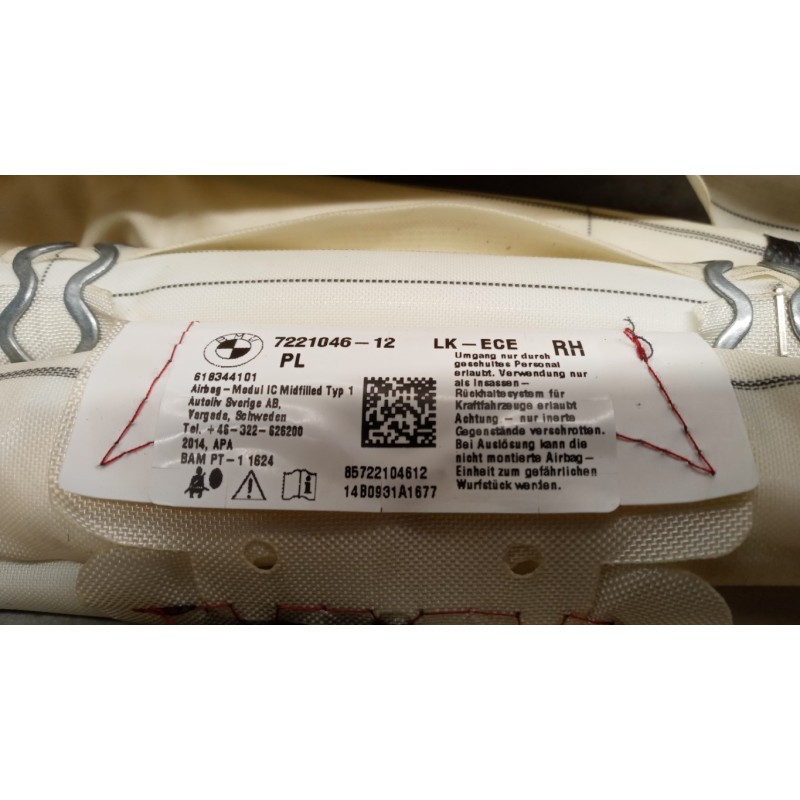 BMW
7221046-12
PL
LK-ECE RH
618344101
Airbag-Modul IC Midfilled Typ 1
Autoliv Sverige AB,
Vargada, Schweden
Tel. +46-322-626200
2014, APA
BAM PT-1 1624
85722104612
14B0931A1677
Umgang nur durch
geschultes Personal
erlaubt. Verwendung nur
als Insassen-
Rückhaltesystem für
Kraftfahrzeuge erlaubt
Achtung - nur inerte
Gegenstände verschrotten.
Bei Auslösung kann die
nicht montierte Airbag-
Einheit zum gefährlichen
Wurfstück werden.